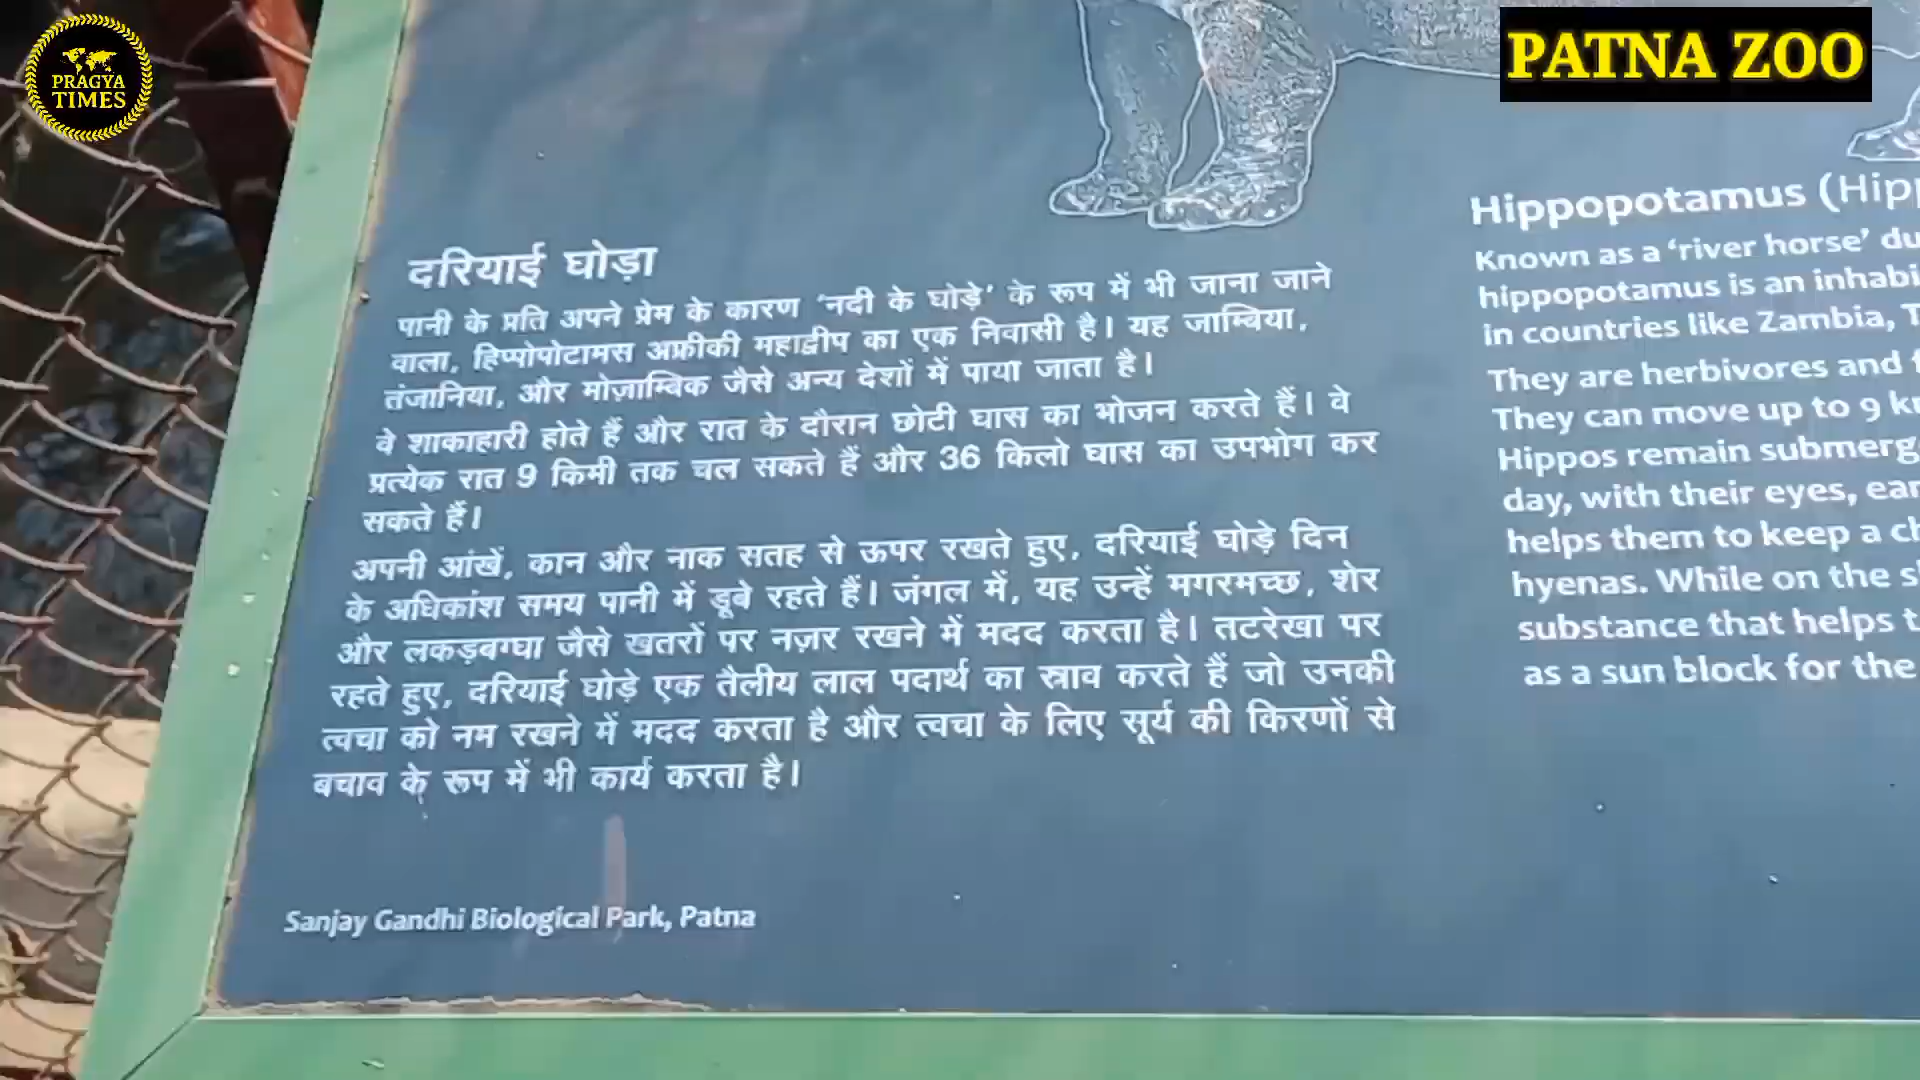 PRAGYA
TIMES
PATNA ZOO
दरियाई घोड़ा
पानी के प्रति अपने प्रेम के कारण ‘नदी के घोड़े’ के रूप में भी जाना जाने
वाला, हिप्पोपोटामस अफ्रीकी महाद्वीप का एक निवासी है। यह जाम्बिया,
तंजानिया, और मोज़ाम्बिक जैसे अन्य देशों में पाया जाता है।
वे शाकाहारी होते हैं और रात के दौरान छोटी घास का भोजन करते हैं। वे
प्रत्येक रात 9 किमी तक चल सकते हैं और 36 किलो घास का उपभोग कर
सकते हैं।
अपनी आंखें, कान और नाक सतह से ऊपर रखते हुए, दरियाई घोड़े दिन
के अधिकांश समय पानी में डूबे रहते हैं। जंगल में, यह उन्हें मगरमच्छ, शेर
और लकड़बग्घा जैसे खतरों पर नज़र रखने में मदद करता है। तटरेखा पर
रहते हुए, दरियाई घोड़े एक तैलीय लाल पदार्थ का स्राव करते हैं जो उनकी
त्वचा को नम रखने में मदद करता है और त्वचा के लिए सूर्य की किरणों से
बचाव के रूप में भी कार्य करता है।
Sanjay Gandhi Biological Park, Patna
Hippopotamus (Hipp
Known as a ‘river horse’ du
hippopotamus is an inhabi
in countries like Zambia, T
They are herbivores and f
They can move up to 9 k
Hippos remain submerg
day, with their eyes, ear
helps them to keep a ch
hyenas. While on the s
substance that helps t
as a sun block for the